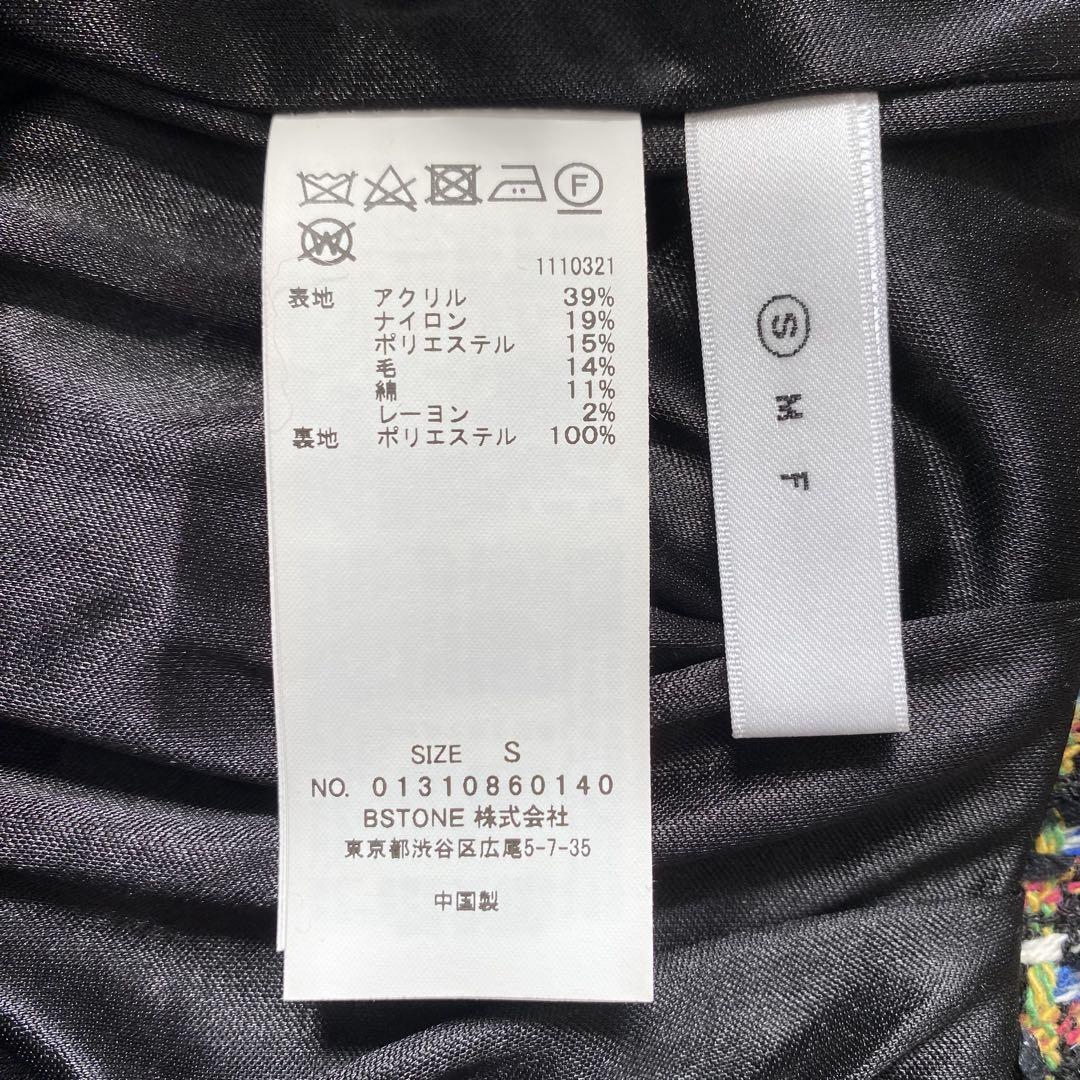 F
W
1110321
表地 アクリル 39%
ナイロン 19%
ポリエステル 15%
毛 14%
綿 11%
レーヨン 2%
裏地 ポリエステル 100%
SIZE S
NO. 01310860140
BSTONE 株式会社
東京都渋谷区広尾5-7-35
中国製
S M F